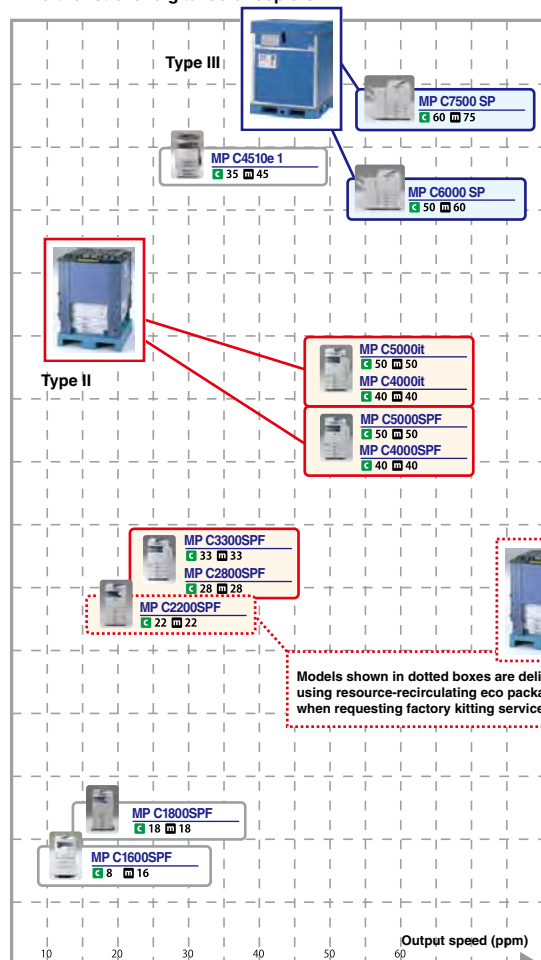 Type III
MP C7500 SP
c 60 m 75
MP C4510e 1
c 35 m 45
MP C6000 SP
c 50 m 60
Type II
MP C5000it
c 50 m 50
MP C4000it
c 40 m 40
MP C5000SPF
c 50 m 50
MP C4000SPF
c 40 m 40
MP C3300SPF
c 33 m 33
MP C2800SPF
c 28 m 28
MP C2200SPF
c 22 m 22
Models shown in dotted boxes are deli
using resource-recirculating eco packa
when requesting factory kitting service
MP C1800SPF
c 18 m 18
MP C1600SPF
c 8 m 16
Output speed (ppm)
10 20 30 40 50 60